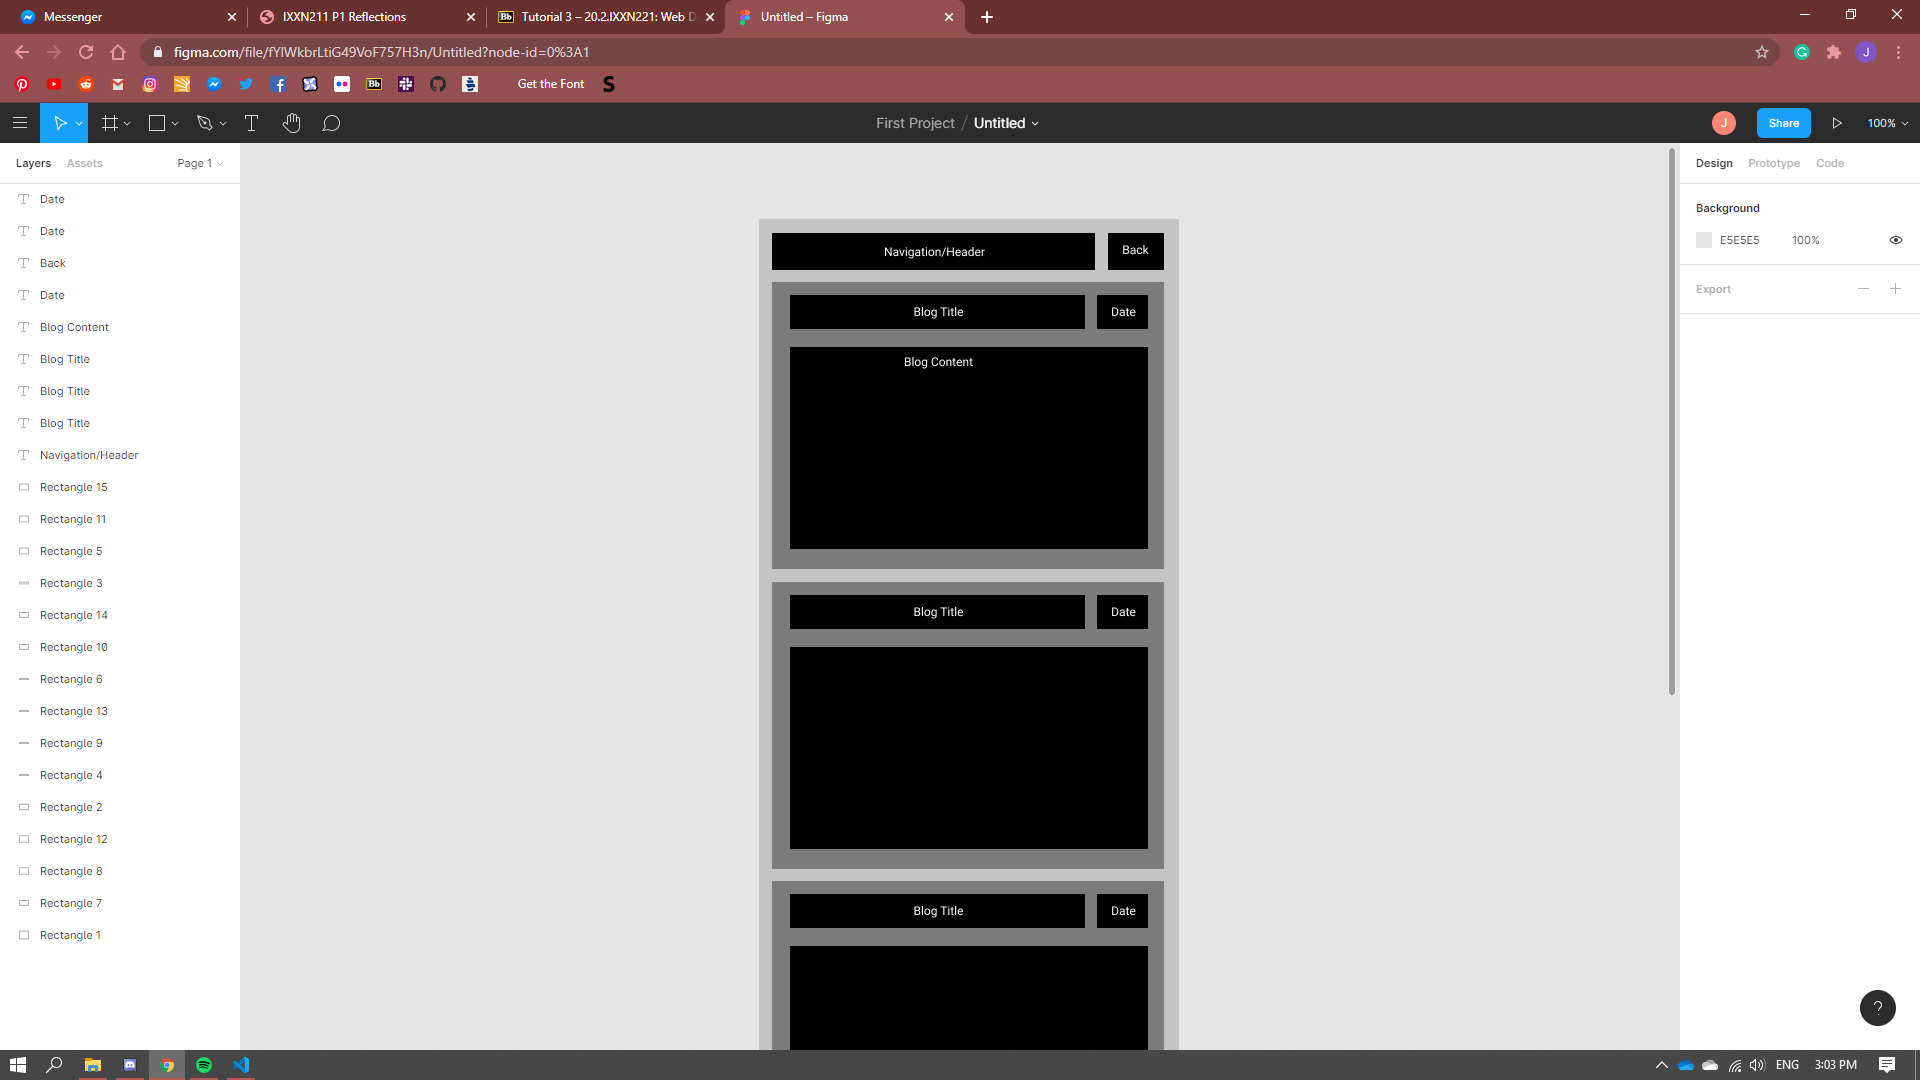 Messenger
IXXN211 P1 Reflections
Tutorial 3 – 20.2.IXXN221: Web D
Untitled – Figma
figma.com/file/fYlWkbrLtiG49VoF757H3n/Untitled?node-id=0%3A1
J
Bb
Get the Font
S
First Project / Untitled
J
Share
100%
Layers
Assets
Page 1
Design
Prototype
Code
Date
Date
Back
Date
Blog Content
Blog Title
Blog Title
Blog Title
Navigation/Header
Rectangle 15
Rectangle 11
Rectangle 5
Rectangle 3
Rectangle 14
Rectangle 10
Rectangle 6
Rectangle 13
Rectangle 9
Rectangle 4
Rectangle 2
Rectangle 12
Rectangle 8
Rectangle 7
Rectangle 1
Navigation/Header
Back
Blog Title
Date
Blog Content
Blog Title
Date
Blog Title
Date
Background
E5E5E5
100%
Export
?
ENG
3:03 PM